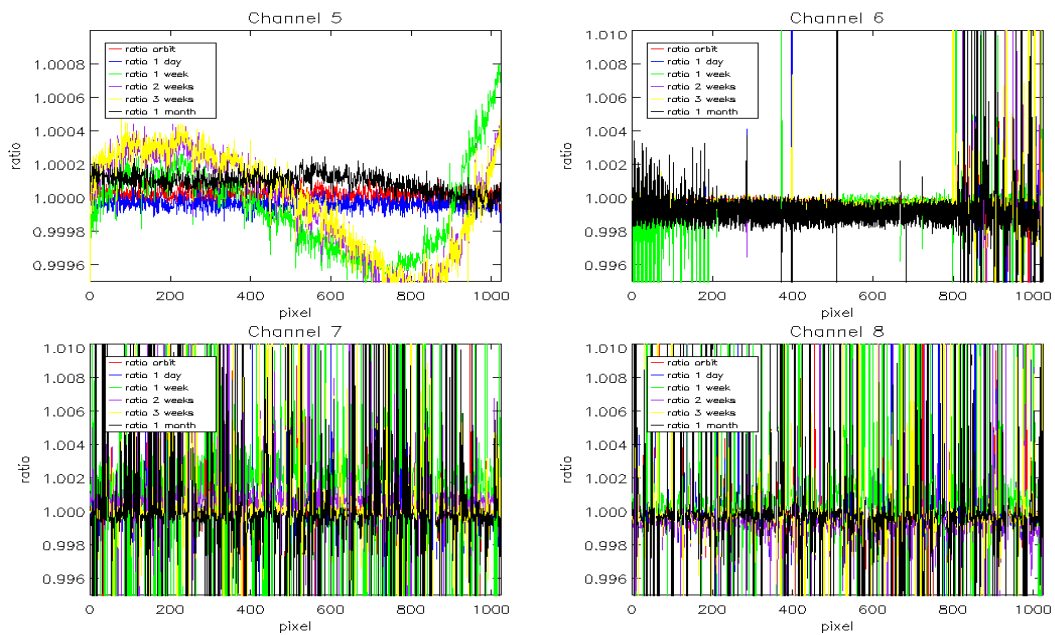 Channel 5
1.0008
1.0006
1.0004
1.0002
1.0000
0.9998
0.9996
ratio
ratio orbit
ratio 1 day
ratio 1 week
ratio 2 weeks
ratio 3 weeks
ratio 1 month
0 200 400 600 800 1000
pixel
Channel 6
1.010
1.008
1.006
1.004
1.002
1.000
0.998
0.996
ratio
ratio orbit
ratio 1 day
ratio 1 week
ratio 2 weeks
ratio 3 weeks
ratio 1 month
0 200 400 600 800 1000
pixel
Channel 7
1.010
1.008
1.006
1.004
1.002
1.000
0.998
0.996
ratio
ratio orbit
ratio 1 day
ratio 1 week
ratio 2 weeks
ratio 3 weeks
ratio 1 month
0 200 400 600 800 1000
pixel
Channel 8
1.010
1.008
1.006
1.004
1.002
1.000
0.998
0.996
ratio
ratio orbit
ratio 1 day
ratio 1 week
ratio 2 weeks
ratio 3 weeks
ratio 1 month
0 200 400 600 800 1000
pixel